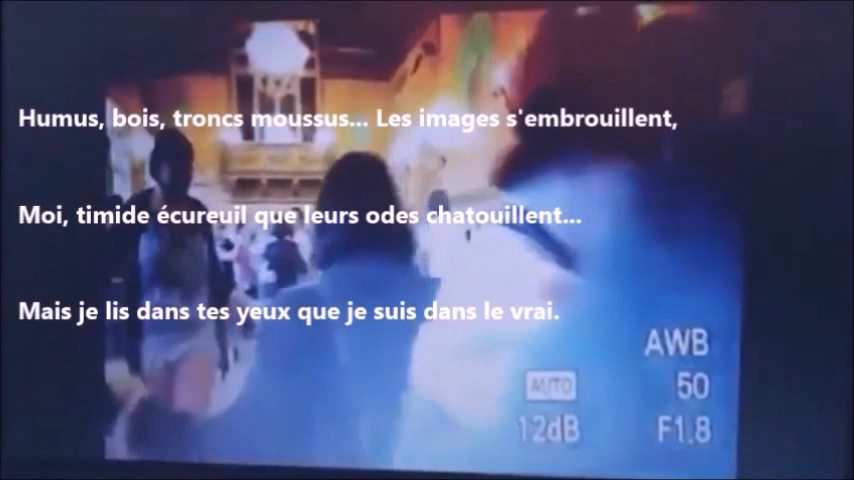 Humus, bois, troncs moussus... Les images s'embrouillent,
Moi, timide écureuil que leurs odes chatouillent...
Mais je lis dans tes yeux que je suis dans le vrai.
AWB
AUTO 50
12dB F1.8